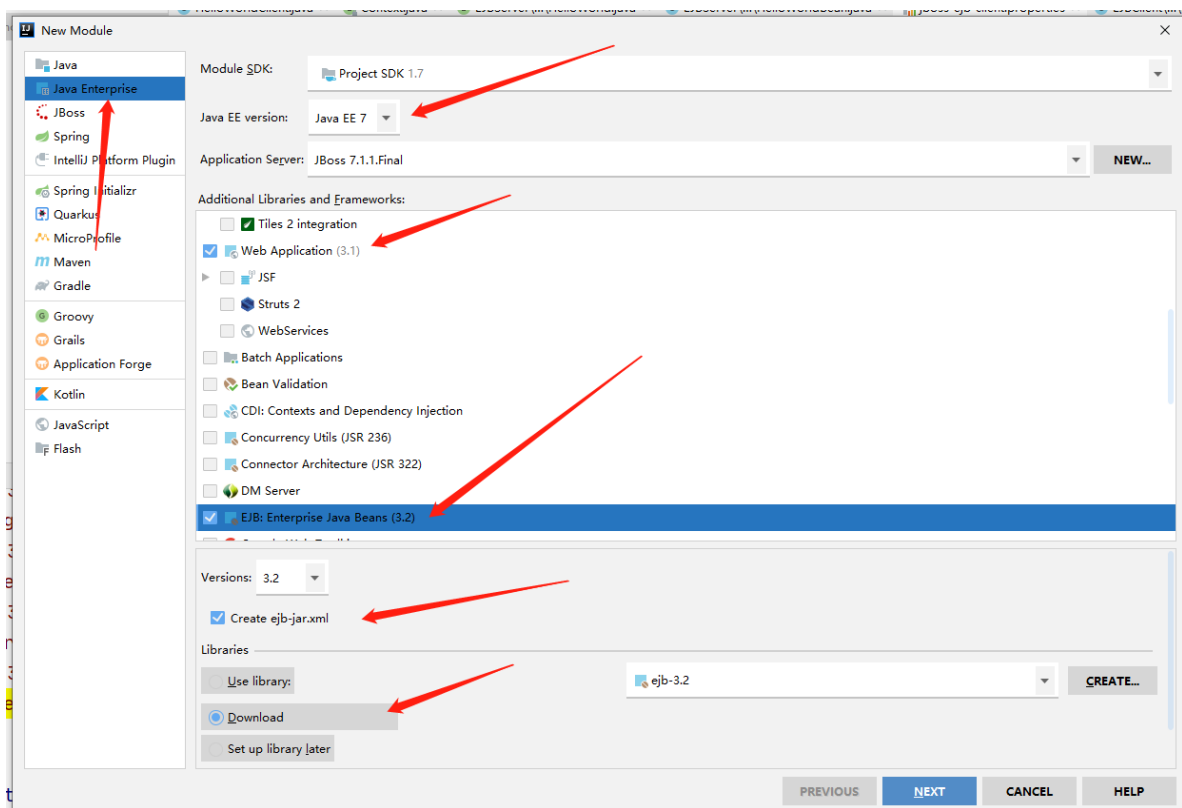 New Module
Java
Java Enterprise
JBoss
Spring
IntelliJ Platform Plugin
Spring Initializr
Quarkus
MicroProfile
Maven
Gradle
Groovy
Grails
Application Forge
Kotlin
JavaScript
Flash
Module SDK:
Project SDK 1.7
Java EE version:
Java EE 7
Application Server:
JBoss 7.1.1.Final
NEW...
Additional Libraries and Frameworks:
Tiles 2 integration
Web Application (3.1)
JSF
Struts 2
WebServices
Batch Applications
Bean Validation
CDI: Contexts and Dependency Injection
Concurrency Utils (JSR 236)
Connector Architecture (JSR 322)
DM Server
EJB: Enterprise Java Beans (3.2)
Versions: 3.2
Create ejb-jar.xml
Libraries
Use library:
ejb-3.2
CREATE...
Download
Set up library later
PREVIOUS
NEXT
CANCEL
HELP